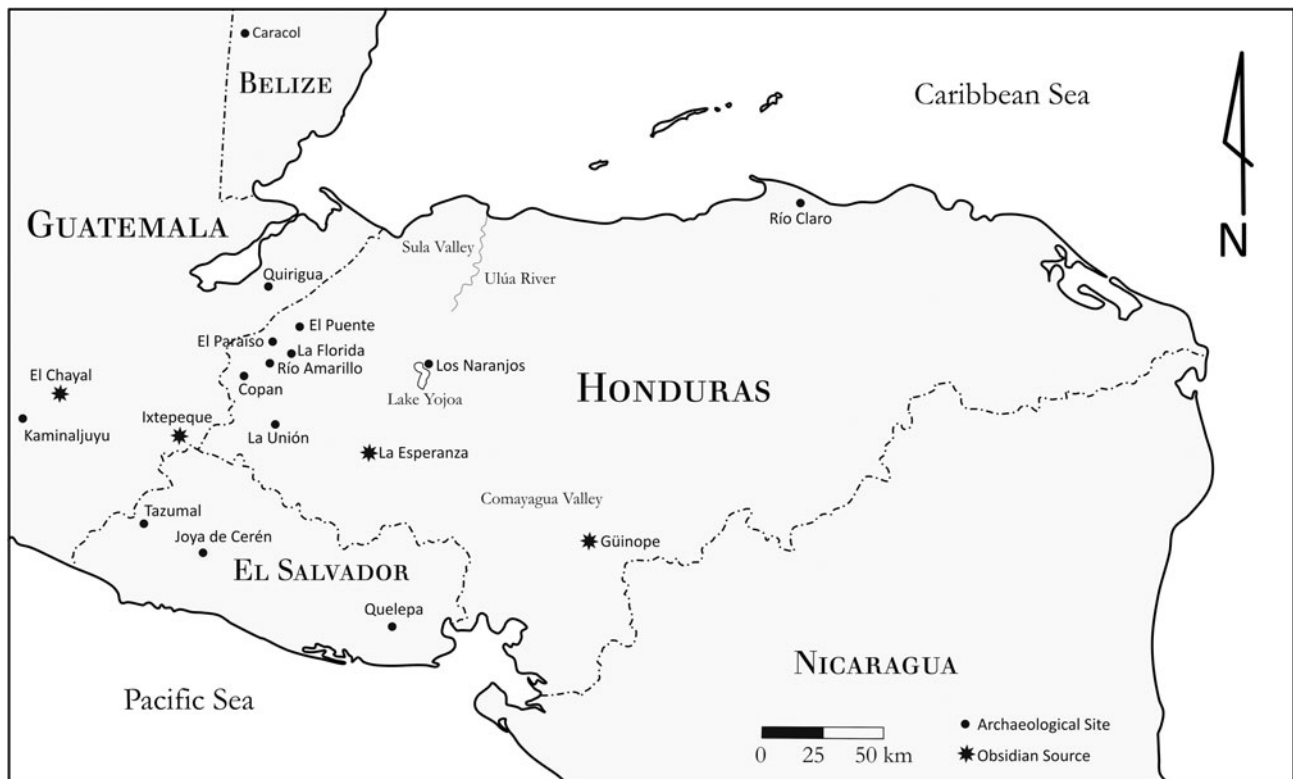 Caracol
BELIZE
Caribbean Sea
GUATEMALA
Río Claro
N
Sula Valley
Quirigua
Ulúa River
El Puente
El Paraíso
La Florida
Río Amarillo
Los Naranjos
El Chayal
Copan
Lake Yojoa
HONDURAS
Ixtepeque
Kaminaljuyu
La Unión
La Esperanza
Comayagua Valley
Tazumal
Joya de Cerén
Güinope
EL SALVADOR
Quelepa
NICARAGUA
Pacific Sea
Archaeological Site
0 25 50 km
Obsidian Source